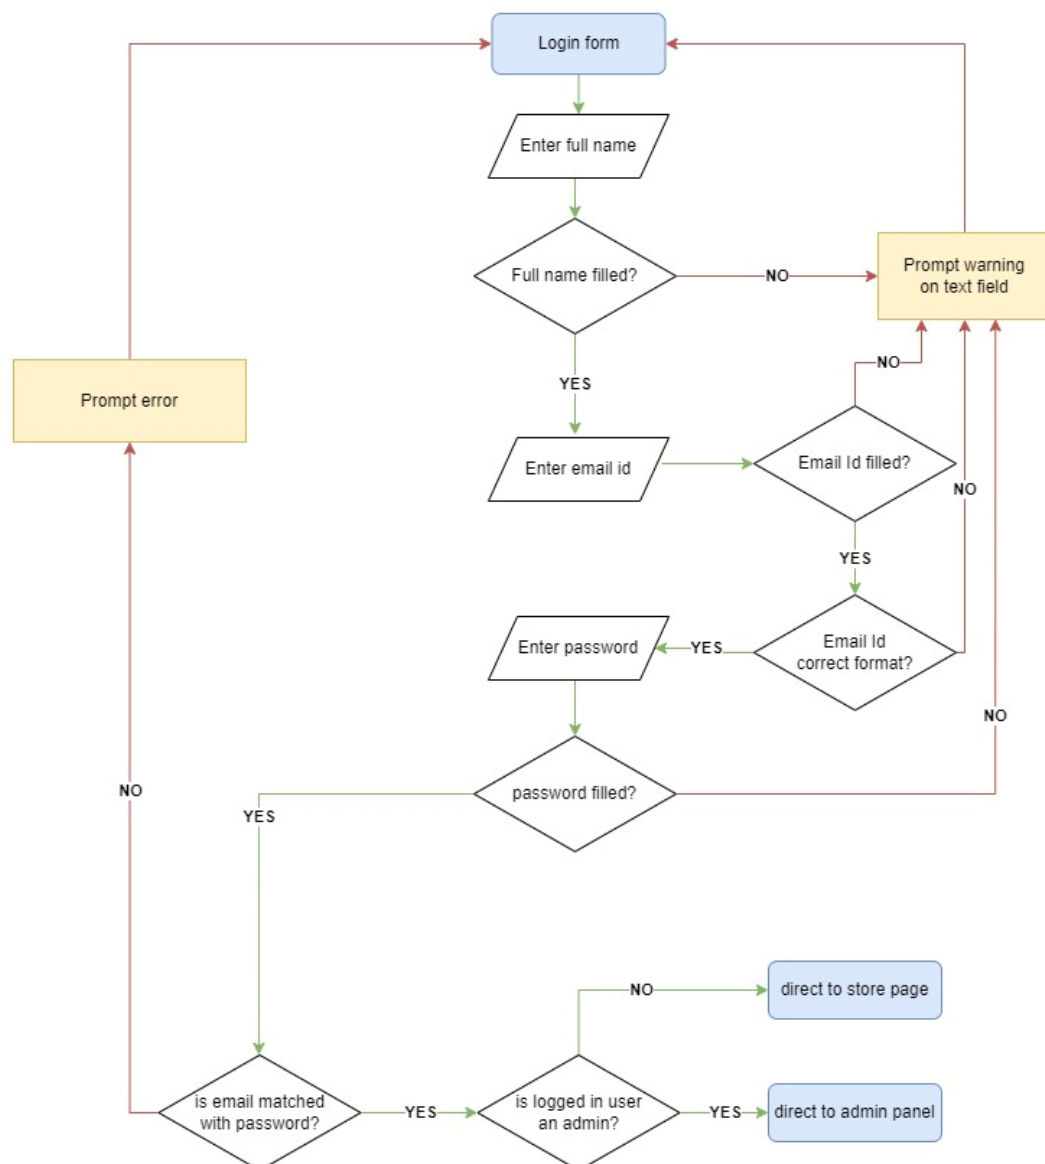 Login form
Enter full name
Full name filled?
NO
Prompt warning
on text field
YES
NO
Prompt error
Enter email id
Email Id filled?
NO
YES
Enter password
YES
Email Id
correct format?
NO
NO
password filled?
YES
NO
direct to store page
is email matched
with password?
YES
is logged in user
an admin?
YES
direct to admin panel